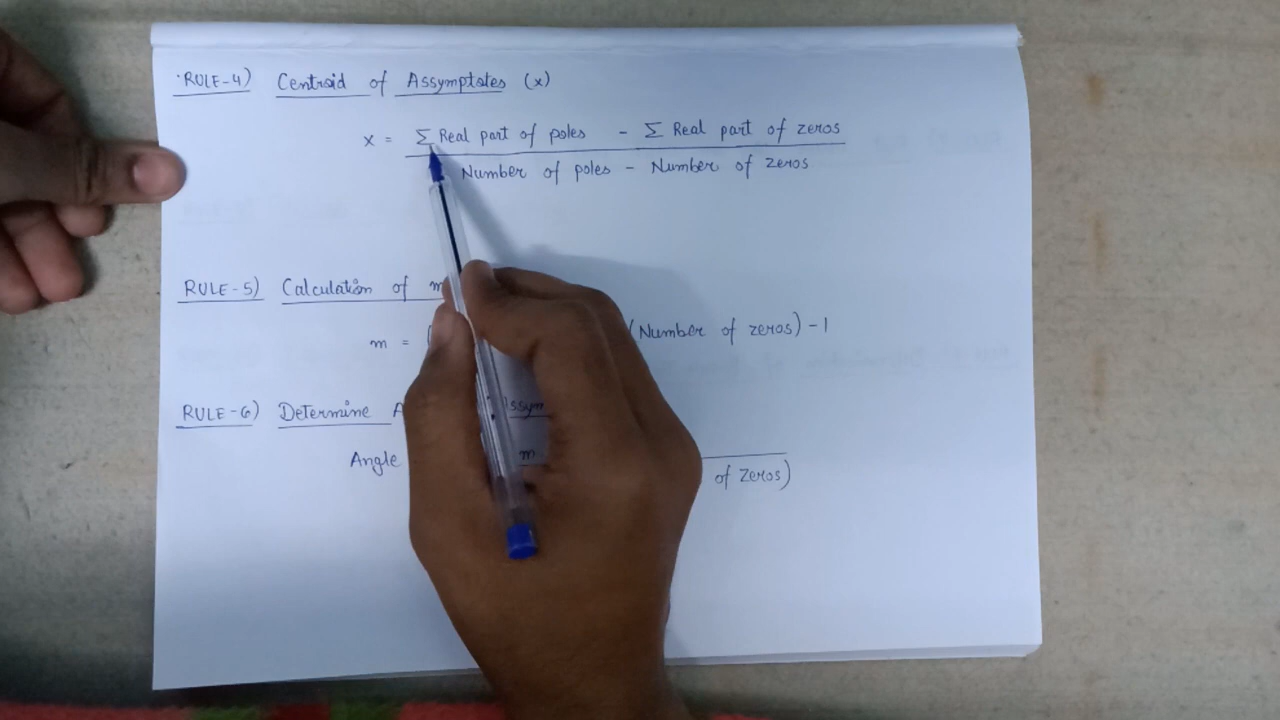 RULE-4) Centroid of Assymptotes (x)
x = Σ Real part of poles - Σ Real part of zeros
Number of poles - Number of zeros
RULE-5) Calculation of m
m = ( (Number of zeros) - 1
RULE-6) Determine
Angle m
of Zeros)